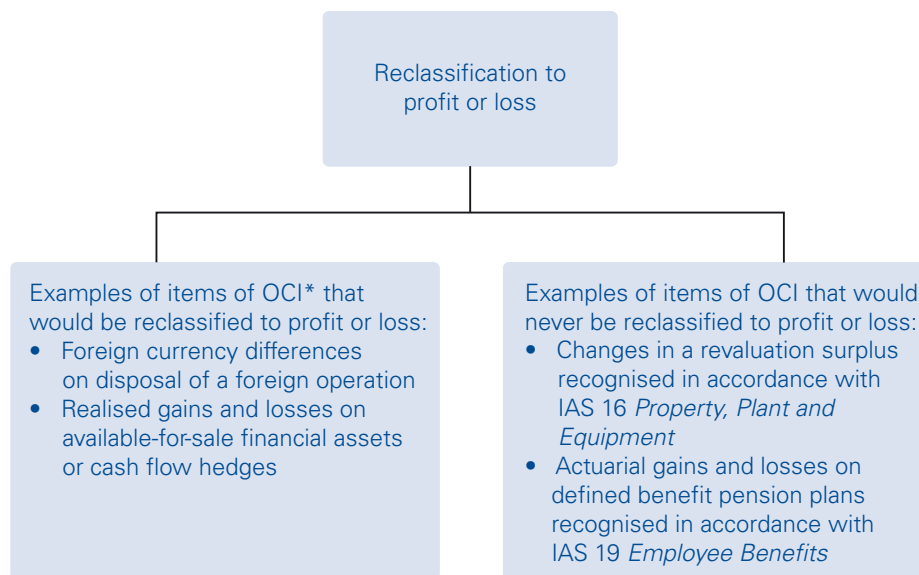 Reclassification to
profit or loss
Examples of items of OCI* that
would be reclassified to profit or loss:
• Foreign currency differences
on disposal of a foreign operation
• Realised gains and losses on
available-for-sale financial assets
or cash flow hedges
Examples of items of OCI that would
never be reclassified to profit or loss:
• Changes in a revaluation surplus
recognised in accordance with
IAS 16 Property, Plant and
Equipment
• Actuarial gains and losses on
defined benefit pension plans
recognised in accordance with
IAS 19 Employee Benefits